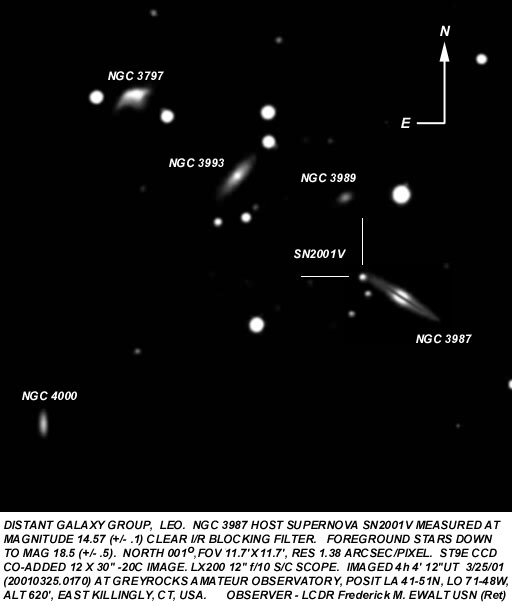 N
NGC 3797
E
NGC 3993
NGC 3989
SN2001V
NGC 3987
NGC 4000
DISTANT GALAXY GROUP, LEO. NGC 3987 HOST SUPERNOVA SN2001V MEASURED AT
MAGNITUDE 14.57 (+/- .1) CLEAR I/R BLOCKING FILTER. FOREGROUND STARS DOWN
TO MAG 18.5 (+/- .5). NORTH 001°,FOV 11.7'X11.7', RES 1.38 ARCSEC/PIXEL. ST9E CCD
CO-ADDED 12 X 30" -20C IMAGE. LX200 12" f/10 S/C SCOPE. IMAGED 4h 4' 12"UT 3/25/01
(20010325.0170) AT GREYROCKS AMATEUR OBSERVATORY, POSIT LA 41-51N, LO 71-48W,
ALT 620', EAST KILLINGLY, CT, USA. OBSERVER - LCDR Frederick M. EWALT USN (Ret)